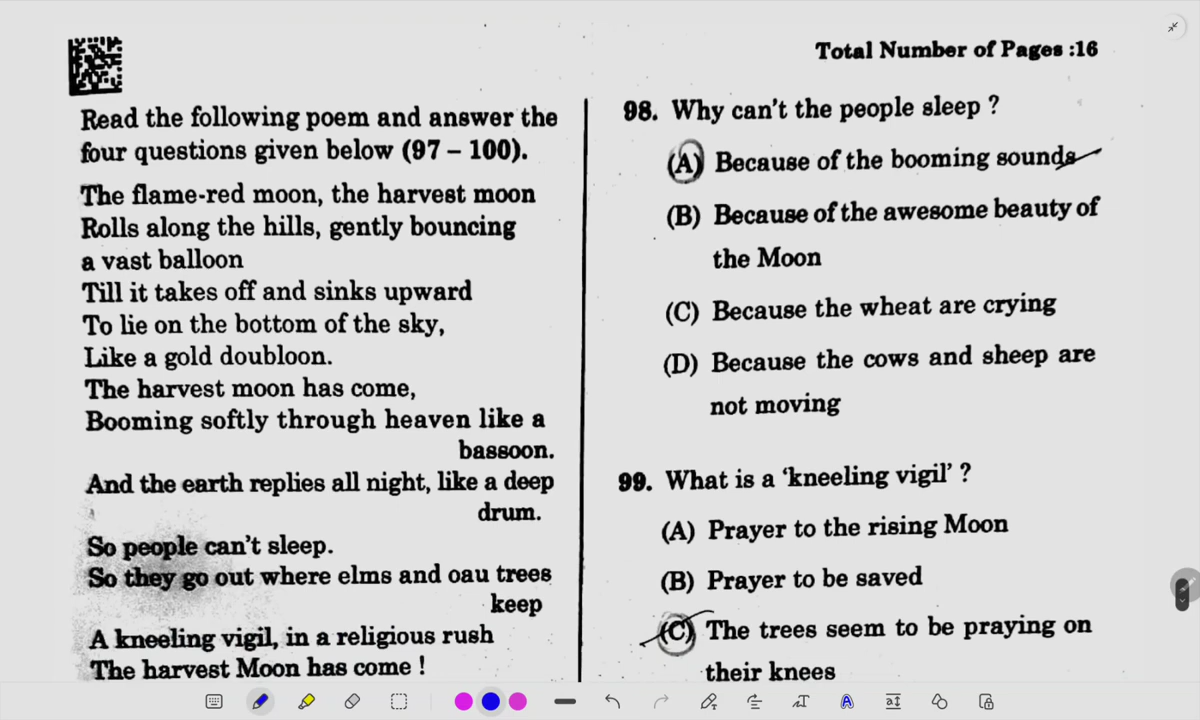 Total Number of Pages :16
Read the following poem and answer the
four questions given below (97 – 100).
The flame-red moon, the harvest moon
Rolls along the hills, gently bouncing
a vast balloon
Till it takes off and sinks upward
To lie on the bottom of the sky,
Like a gold doubloon.
The harvest moon has come,
Booming softly through heaven like a
bassoon.
And the earth replies all night, like a deep
drum.
So people can't sleep.
So they go out where elms and oau trees
keep
A kneeling vigil, in a religious rush
The harvest Moon has come !
98. Why can't the people sleep ?
(A) Because of the booming sounds
(B) Because of the awesome beauty of
the Moon
(C) Because the wheat are crying
(D) Because the cows and sheep are
not moving
99. What is a 'kneeling vigil' ?
(A) Prayer to the rising Moon
(B) Prayer to be saved
(C) The trees seem to be praying on
their knees